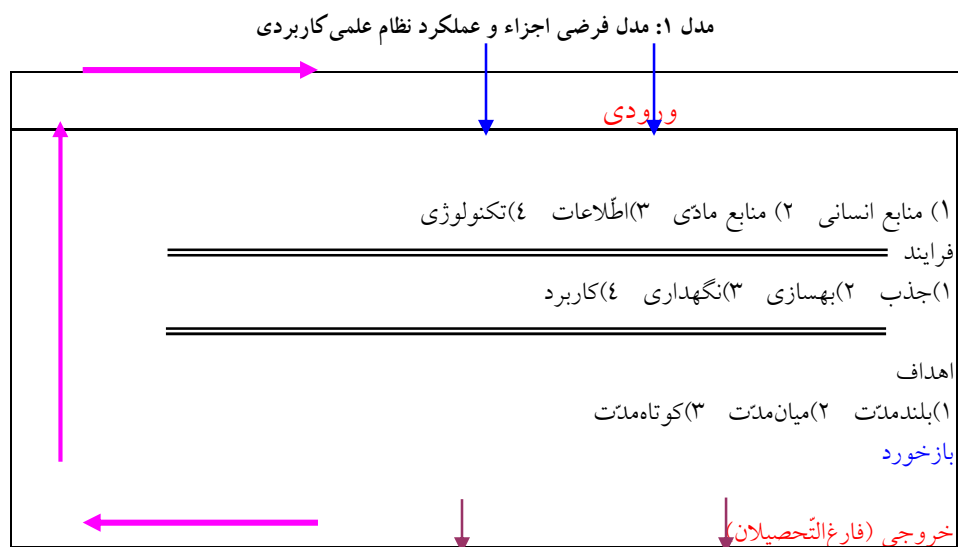 مدل ۱: مدل فرضی اجزاء و عملکرد نظام علمی‌کاربردی
ورودی
۱) منابع انسانی ۲) منابع مادّی ۳)اطّلاعات ٤)تکنولوژی
فرایند
۱)جذب ۲)بهسازی ۳)نگهداری ٤)کاربرد
اهداف
۱)بلندمدّت ۲)میان‌مدّت ۳)کوتاه‌مدّت
بازخورد
خروجی (فارغ‌التّحصیلان)